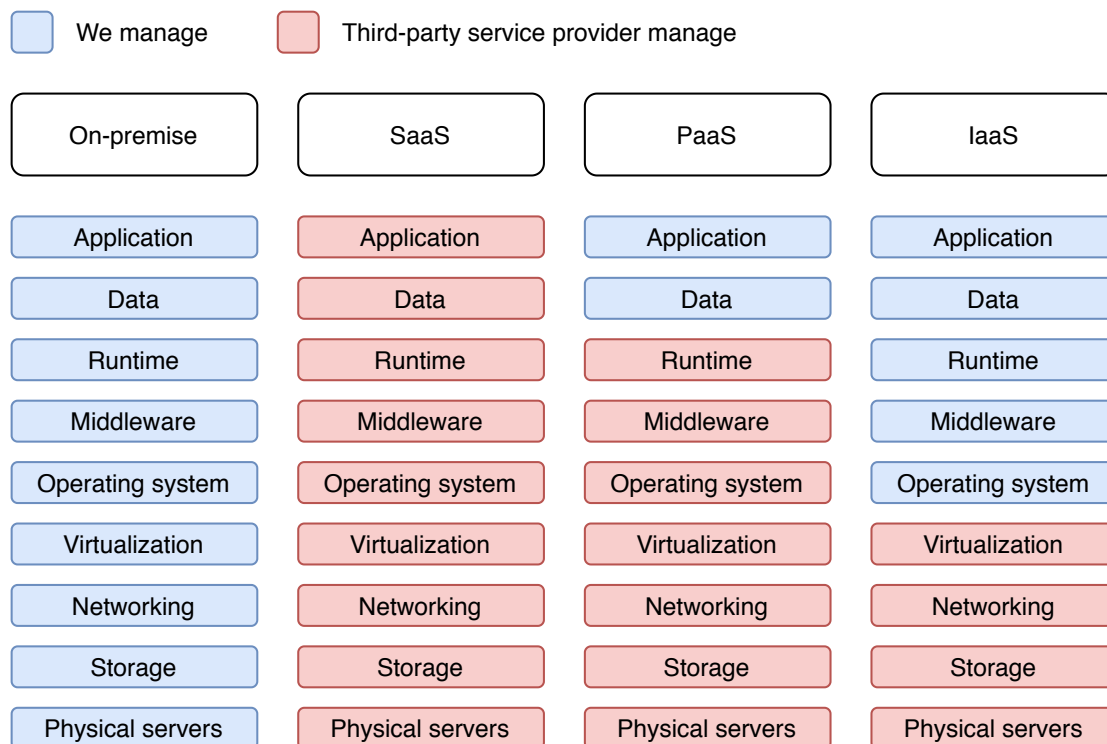 We manage Third-party service provider manage
On-premise SaaS PaaS IaaS
Application Application Application Application
Data Data Data Data
Runtime Runtime Runtime Runtime
Middleware Middleware Middleware Middleware
Operating system Operating system Operating system Operating system
Virtualization Virtualization Virtualization Virtualization
Networking Networking Networking Networking
Storage Storage Storage Storage
Physical servers Physical servers Physical servers Physical servers